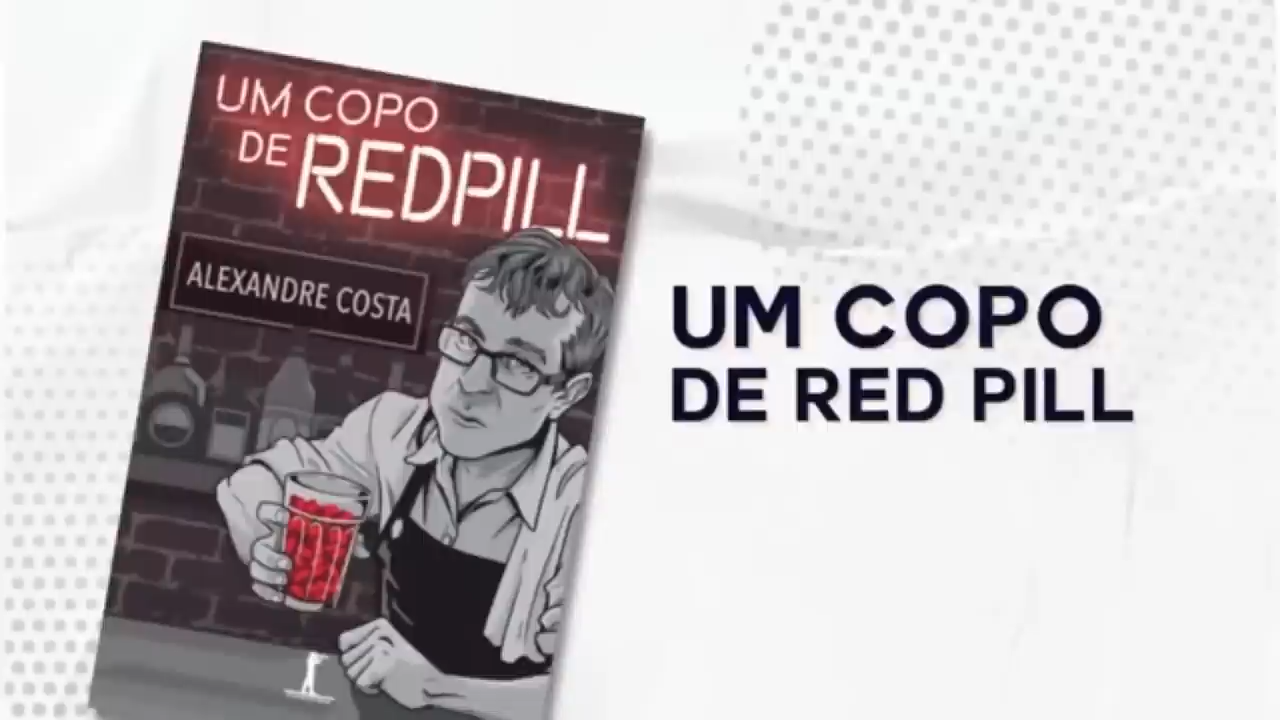 UM COPO
DE REDPILL
ALEXANDRE COSTA
UM COPO
DE RED PILL